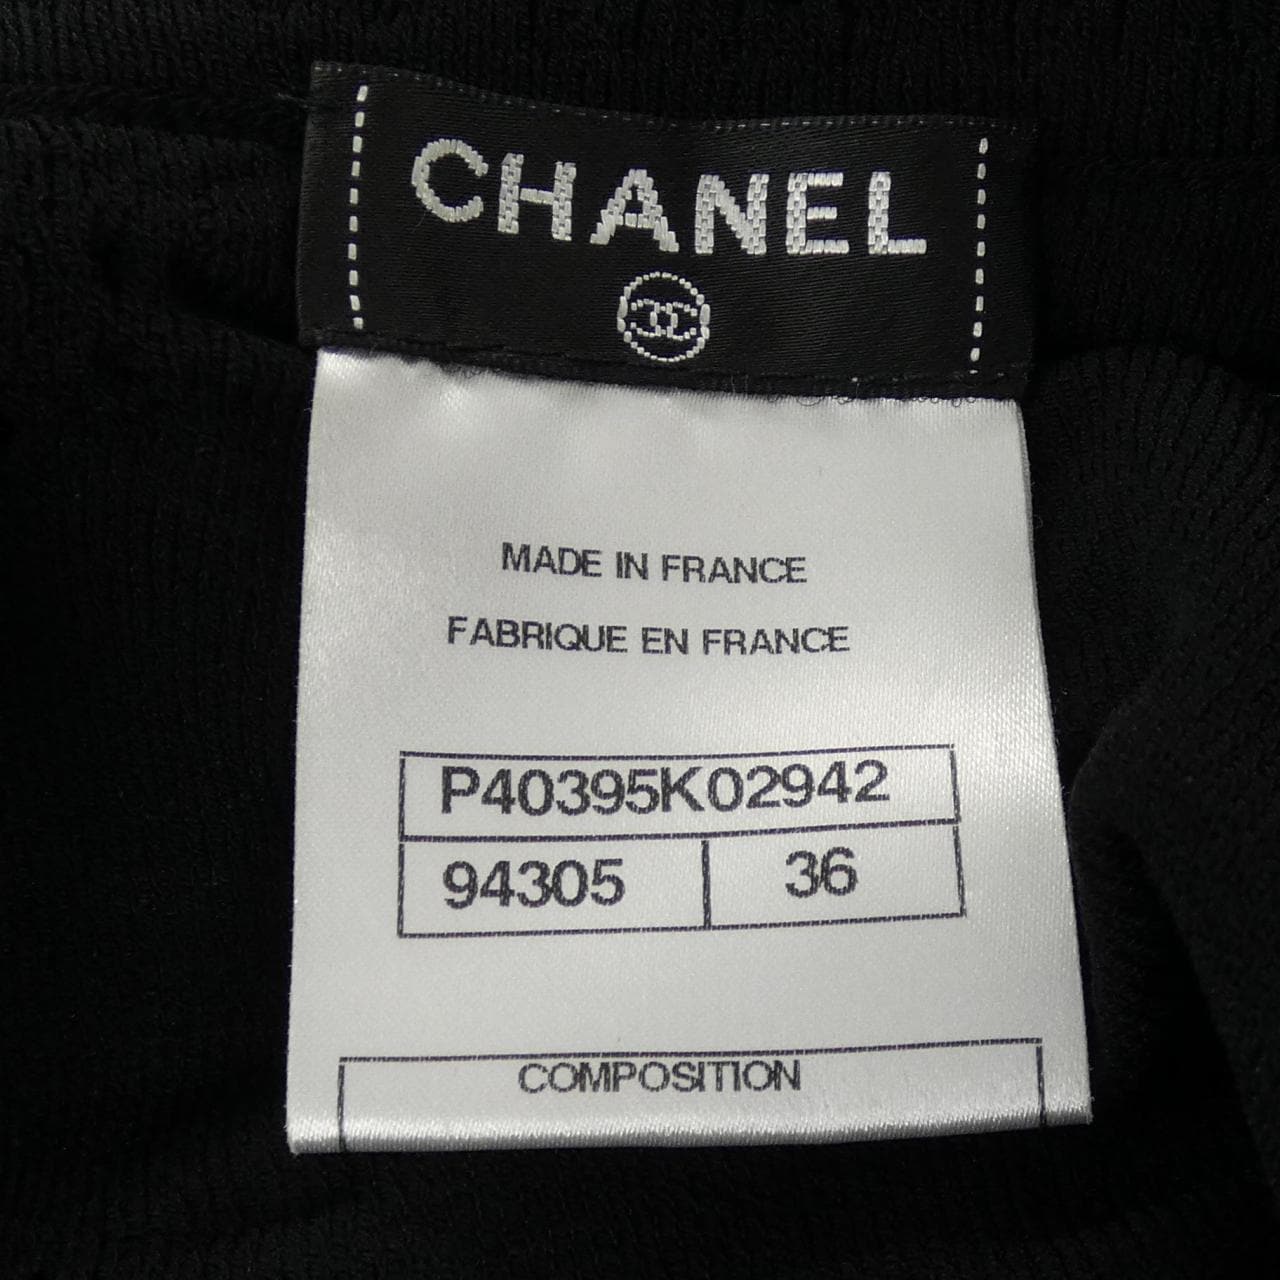 CHANEL
MADE IN FRANCE
FABRIQUE EN FRANCE
P40395K02942
94305 36
COMPOSITION